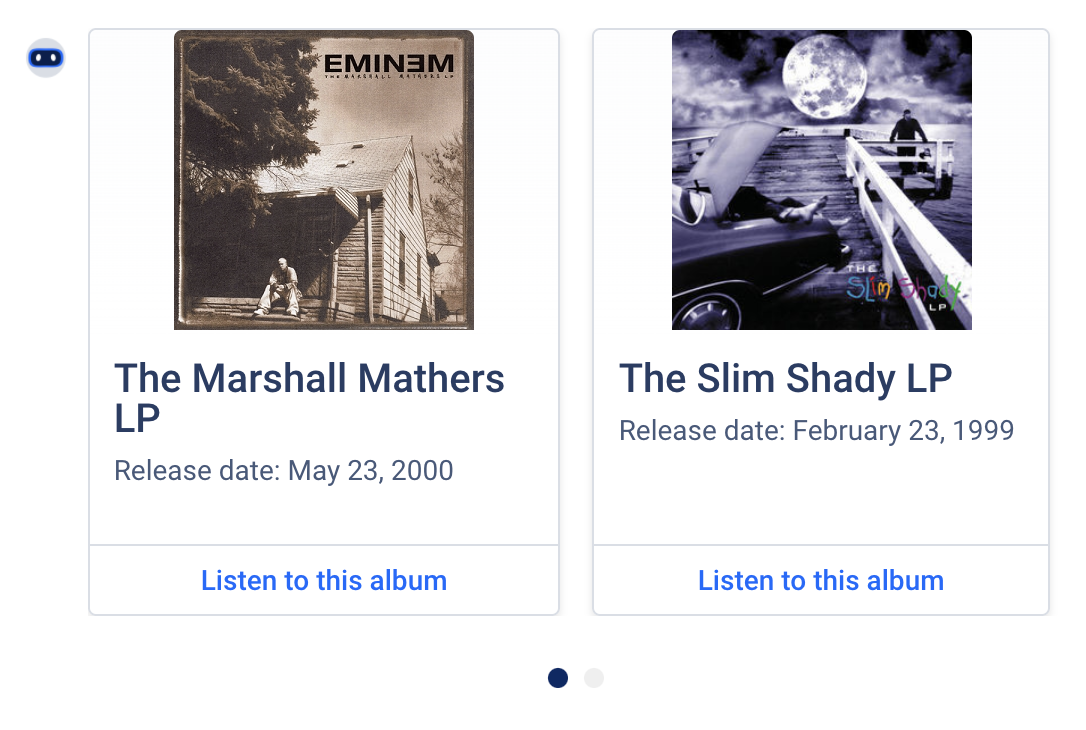 EMINEM
THE MARSHALL MATHERS LP
The Marshall Mathers
LP
Release date: May 23, 2000
Listen to this album
THE
SLim Shady
LP
The Slim Shady LP
Release date: February 23, 1999
Listen to this album